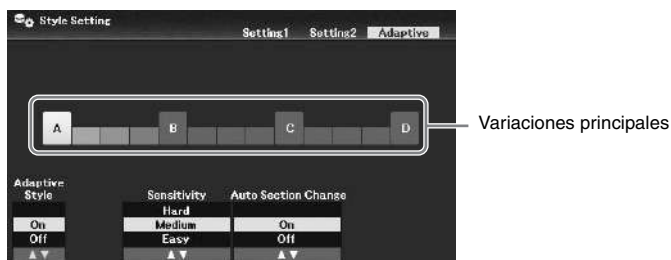 Style Setting
Setting1 Setting2 Adaptive
A B C D
Variaciones principales
Adaptive
Style Sensitivity Auto Section Change
Hard
On Medium On
Off Easy Off